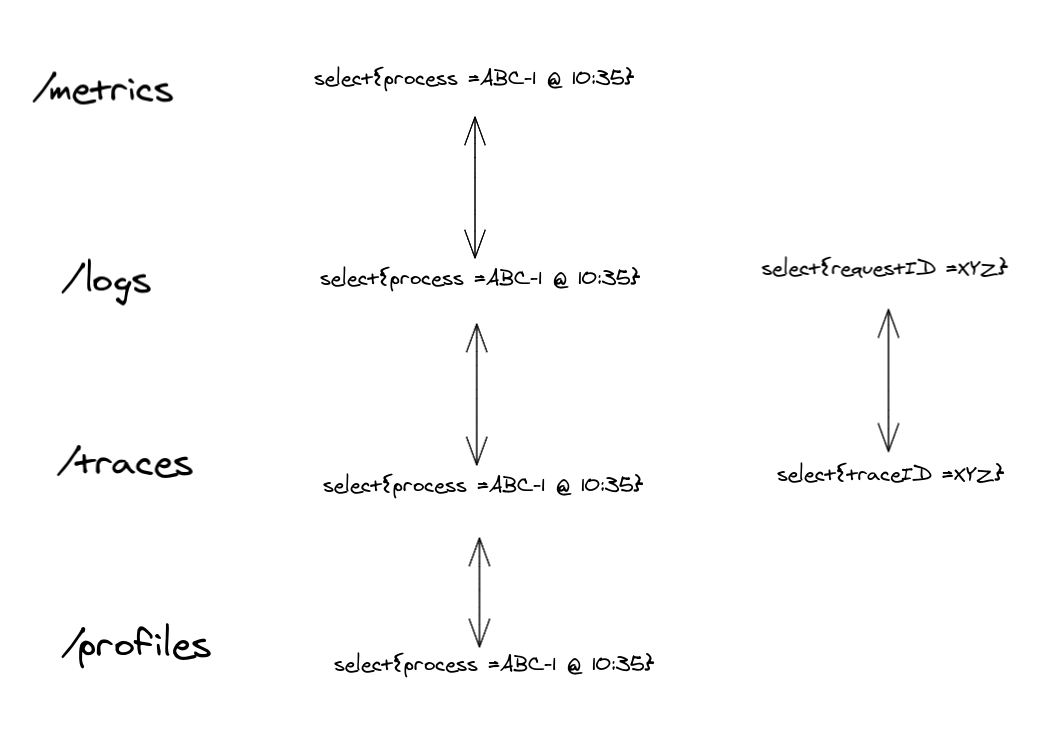 /metrics
select{process =ABC-1 @ 10:35}
/logs
select{process =ABC-1 @ 10:35}
select{requestID =XYZ}
/traces
select{process =ABC-1 @ 10:35}
select{traceID =XYZ}
/profiles
select{process =ABC-1 @ 10:35}